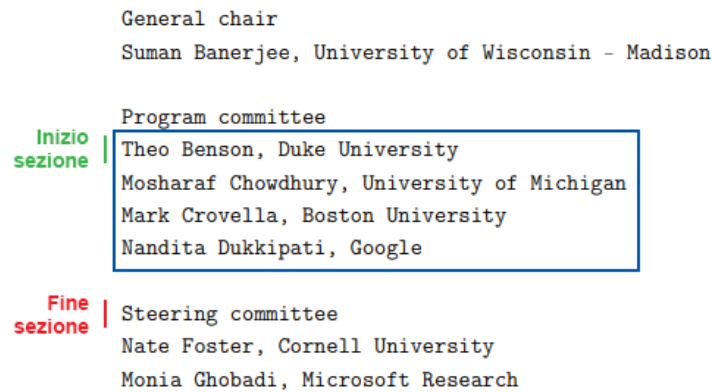 General chair
Suman Banerjee, University of Wisconsin – Madison
Program committee
Inizio
sezione
Theo Benson, Duke University
Mosharaf Chowdhury, University of Michigan
Mark Crovella, Boston University
Nandita Dukkipati, Google
Fine
sezione
Steering committee
Nate Foster, Cornell University
Monia Ghobadi, Microsoft Research